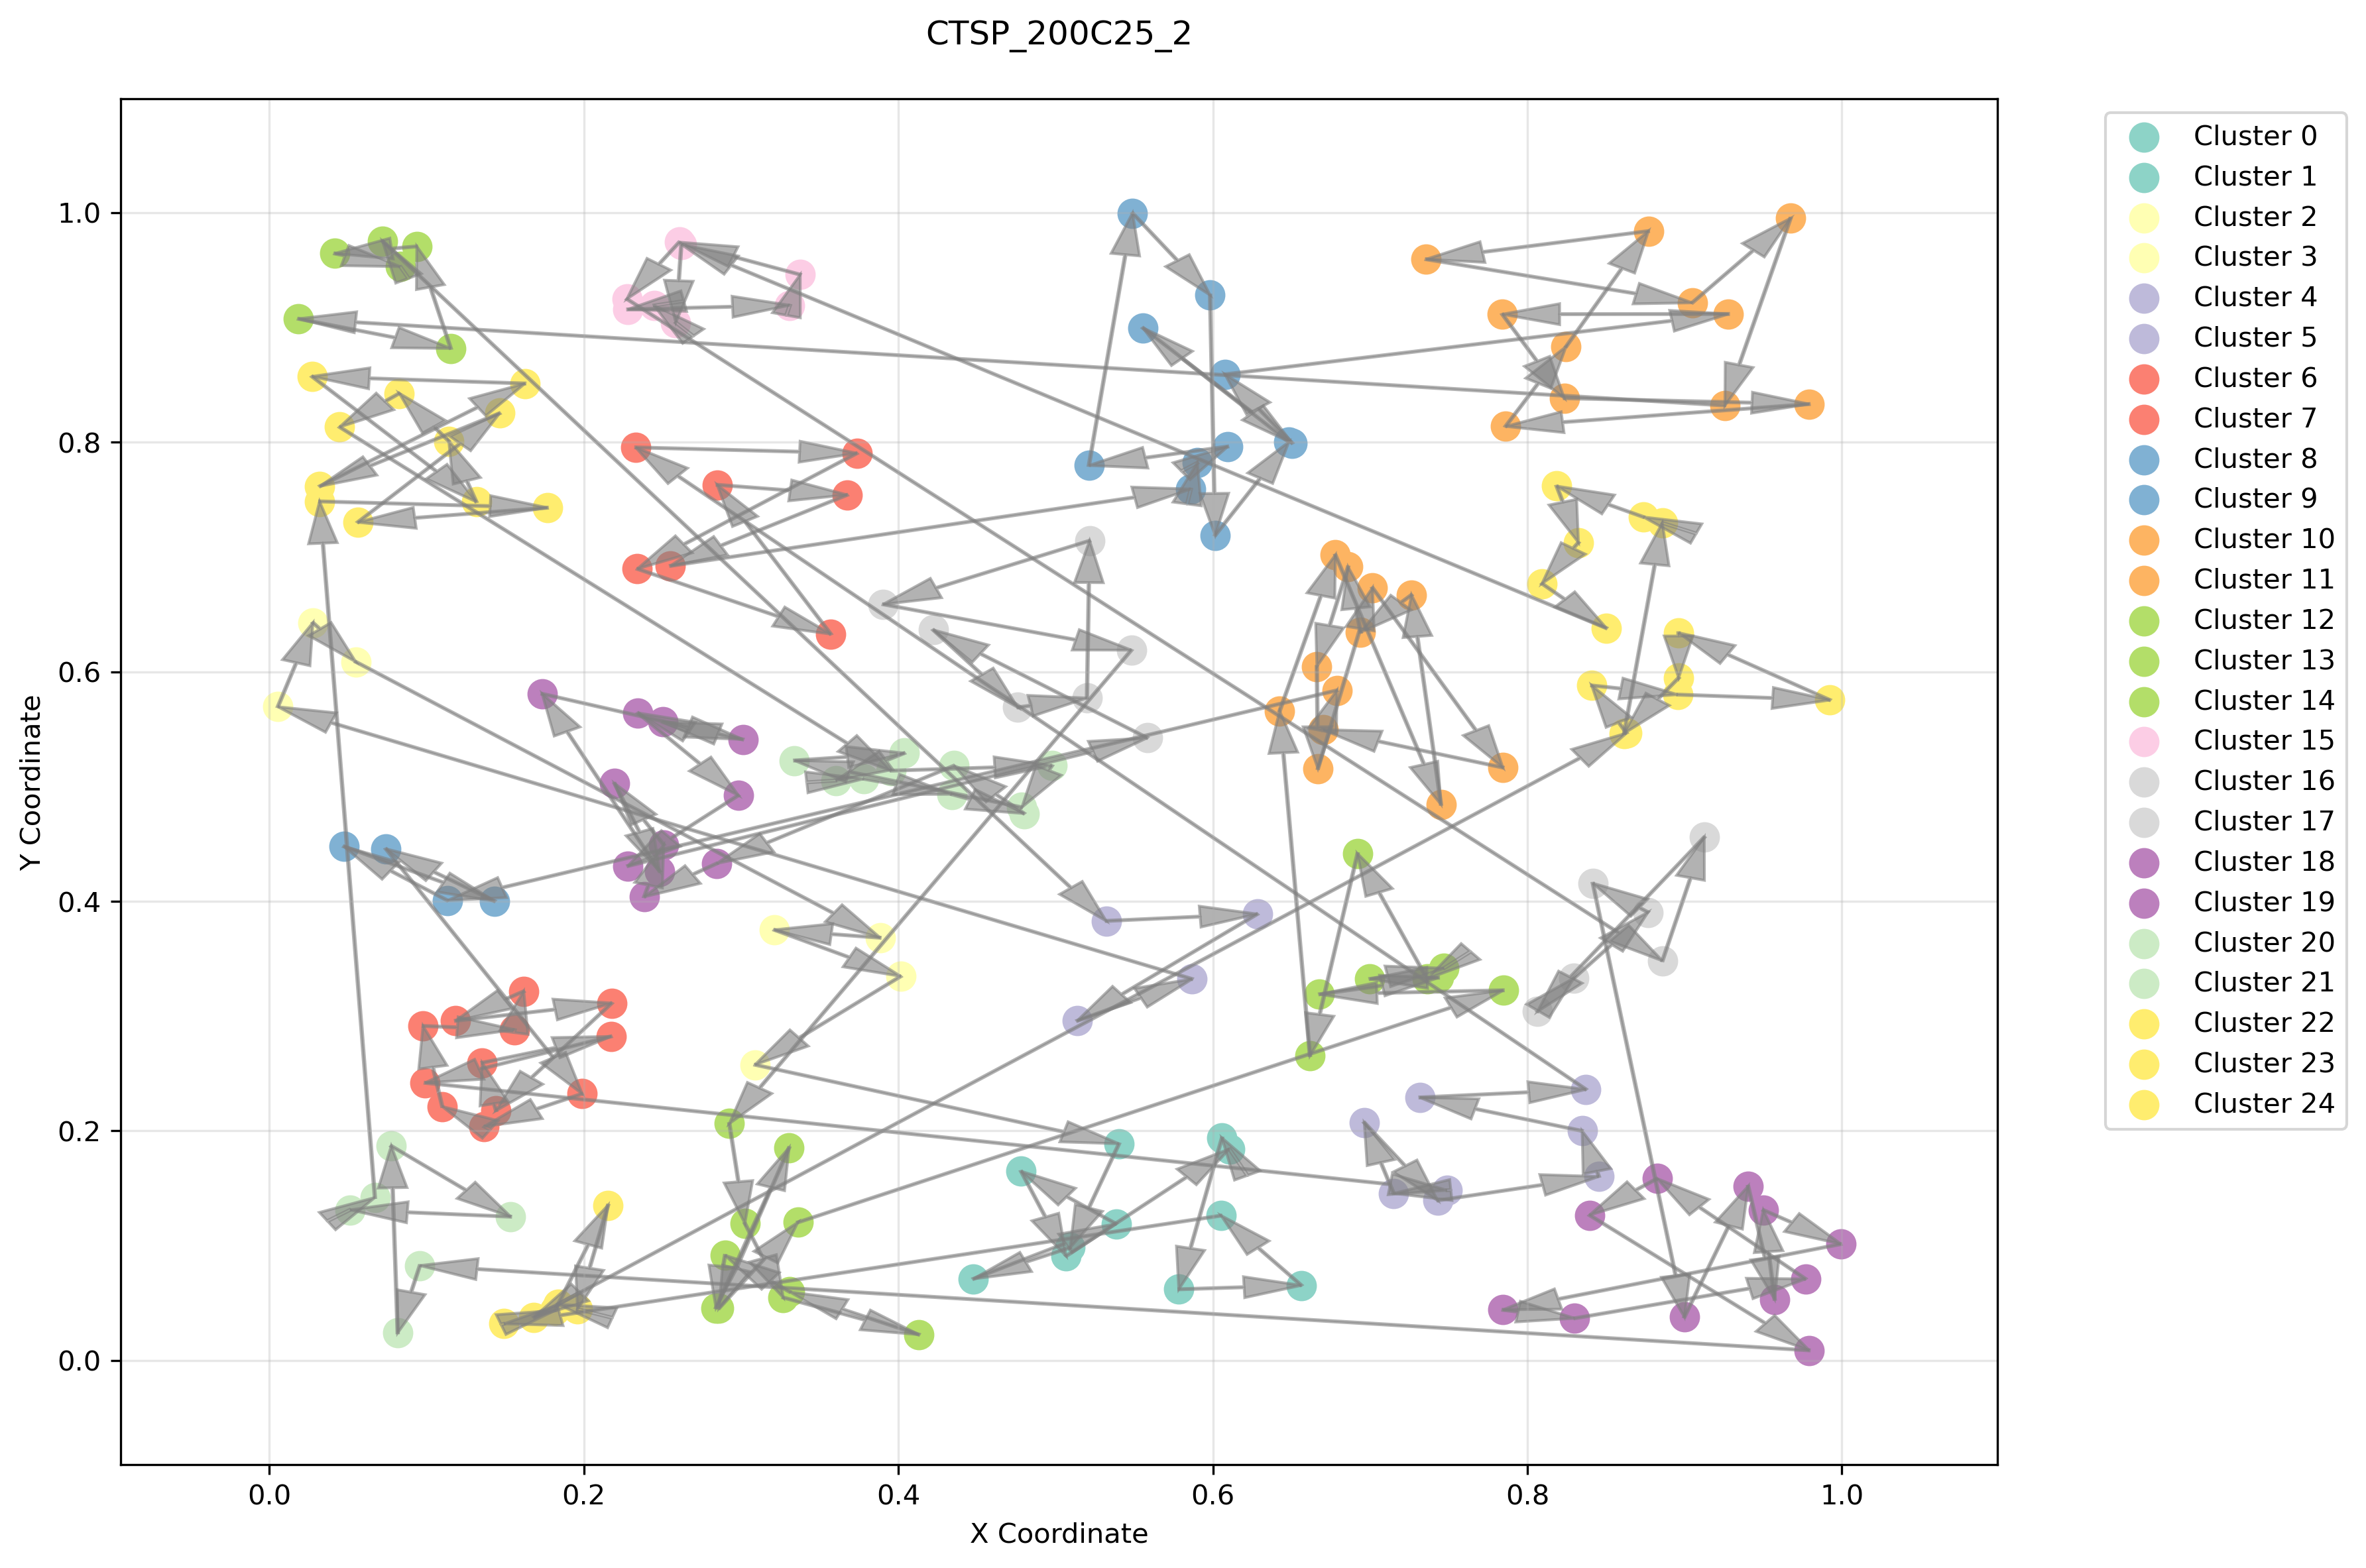 CTSP_200C25_2
Y Coordinate
1.0
0.8
0.6
0.4
0.2
0.0
0.0
0.2
0.4
0.6
0.8
1.0
X Coordinate
Cluster 0
Cluster 1
Cluster 2
Cluster 3
Cluster 4
Cluster 5
Cluster 6
Cluster 7
Cluster 8
Cluster 9
Cluster 10
Cluster 11
Cluster 12
Cluster 13
Cluster 14
Cluster 15
Cluster 16
Cluster 17
Cluster 18
Cluster 19
Cluster 20
Cluster 21
Cluster 22
Cluster 23
Cluster 24